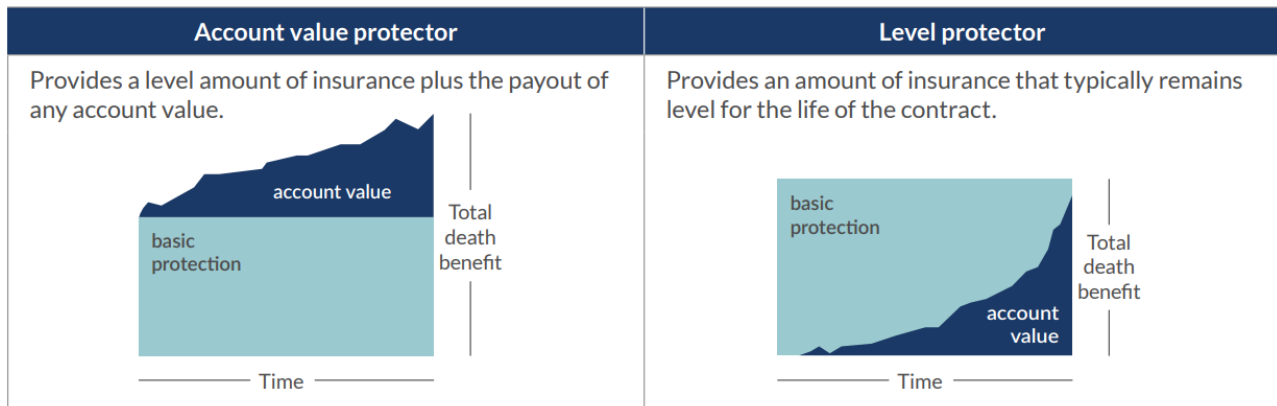 Account value protector
Provides a level amount of insurance plus the payout of
any account value.
account value
basic
protection
Total
death
benefit
Time
Level protector
Provides an amount of insurance that typically remains
level for the life of the contract.
basic
protection
account
value
Total
death
benefit
Time